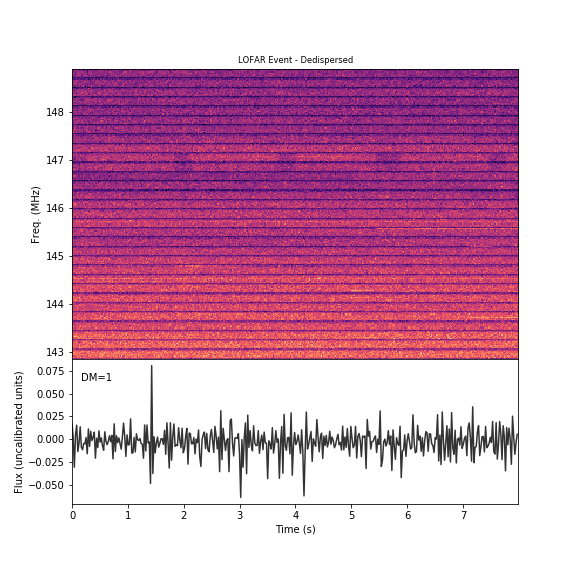 LOFAR Event - Dedispersed
Freq. (MHz)
148
147
146
145
144
143
Flux (uncalibrated units)
0.075
0.050
0.025
0.000
−0.025
−0.050
DM=1
0 1 2 3 4 5 6 7
Time (s)